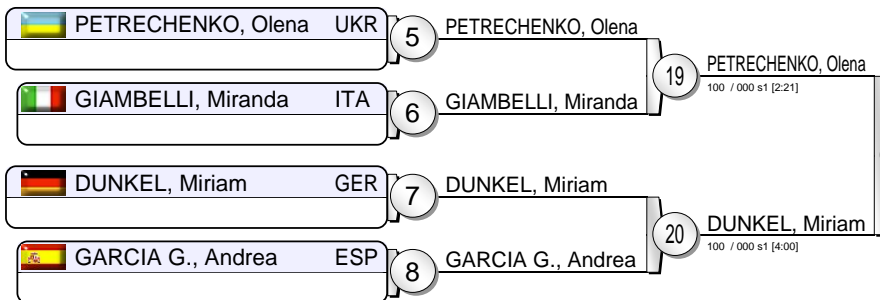 PETRECHENKO, Olena UKR
5
PETRECHENKO, Olena
19
PETRECHENKO, Olena
100 / 000 s1 [2:21]
GIAMBELLI, Miranda ITA
6
GIAMBELLI, Miranda
DUNKEL, Miriam GER
7
DUNKEL, Miriam
20
DUNKEL, Miriam
100 / 000 s1 [4:00]
GARCIA G., Andrea ESP
8
GARCIA G., Andrea